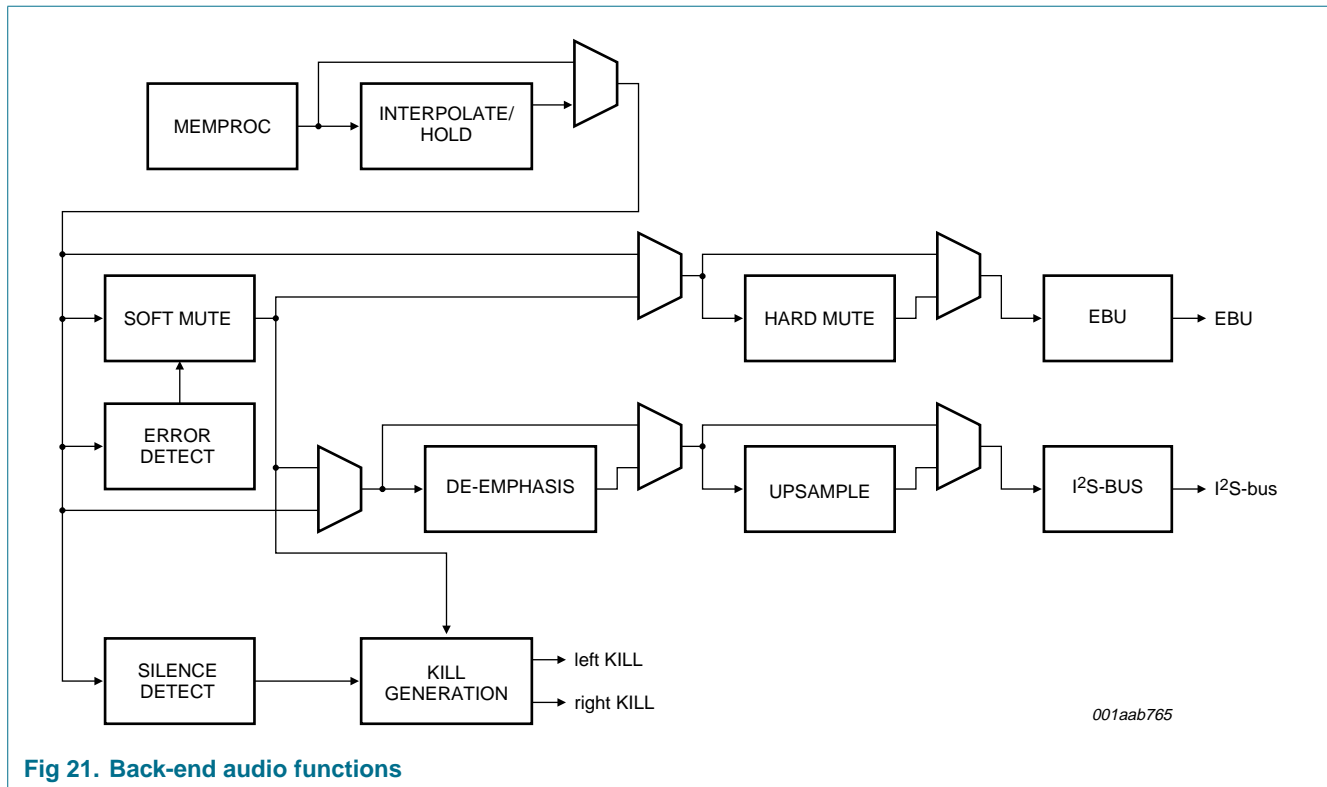 MEMPROC
INTERPOLATE/
HOLD
SOFT MUTE
HARD MUTE
EBU
EBU
ERROR
DETECT
DE-EMPHASIS
UPSAMPLE
I²S-BUS
I²S-bus
SILENCE
DETECT
KILL
GENERATION
left KILL
right KILL
001aab765
Fig 21. Back-end audio functions